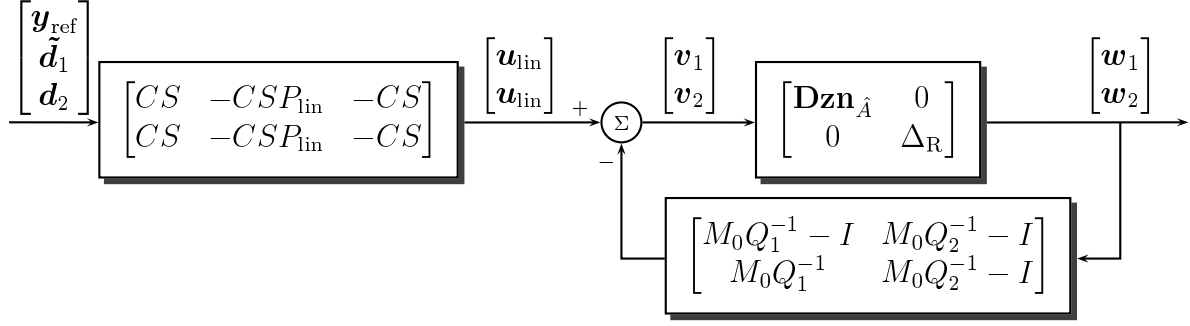 y_ref
d̃_1
d_2
CS −CSP_lin −CS
CS −CSP_lin −CS
u_lin
u_lin
+
Σ
−
v_1
v_2
Dzn_Â 0
0 Δ_R
w_1
w_2
M_0Q_1^{-1} − I M_0Q_2^{-1} − I
M_0Q_1^{-1} M_0Q_2^{-1} − I